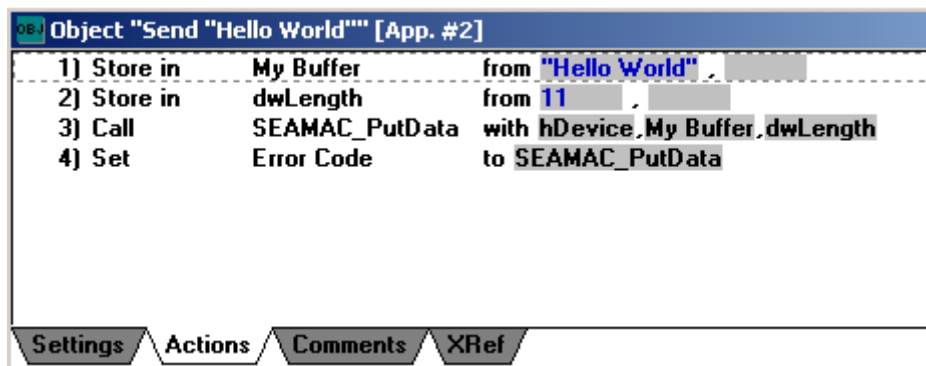 OBJ Object "Send "Hello World"" [App. #2]
1) Store in My Buffer from "Hello World" ,
2) Store in dwLength from 11 ,
3) Call SEAMAC_PutData with hDevice,My Buffer,dwLength
4) Set Error Code to SEAMAC_PutData
Settings Actions Comments XRef